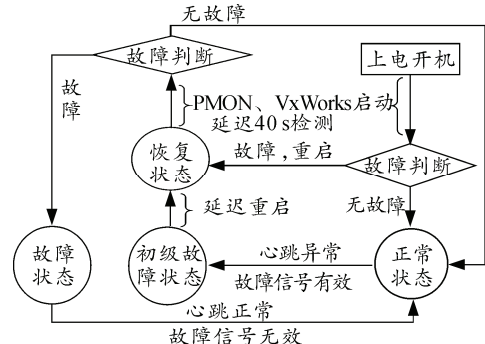 无故障
故障判断
上电开机
故障
PMON、VxWorks启动
延迟40 s检测
恢复
状态
故障,重启
故障判断
延迟重启
无故障
故障
状态
初级故
障状态
心跳异常
故障信号有效
正常
状态
心跳正常
故障信号无效